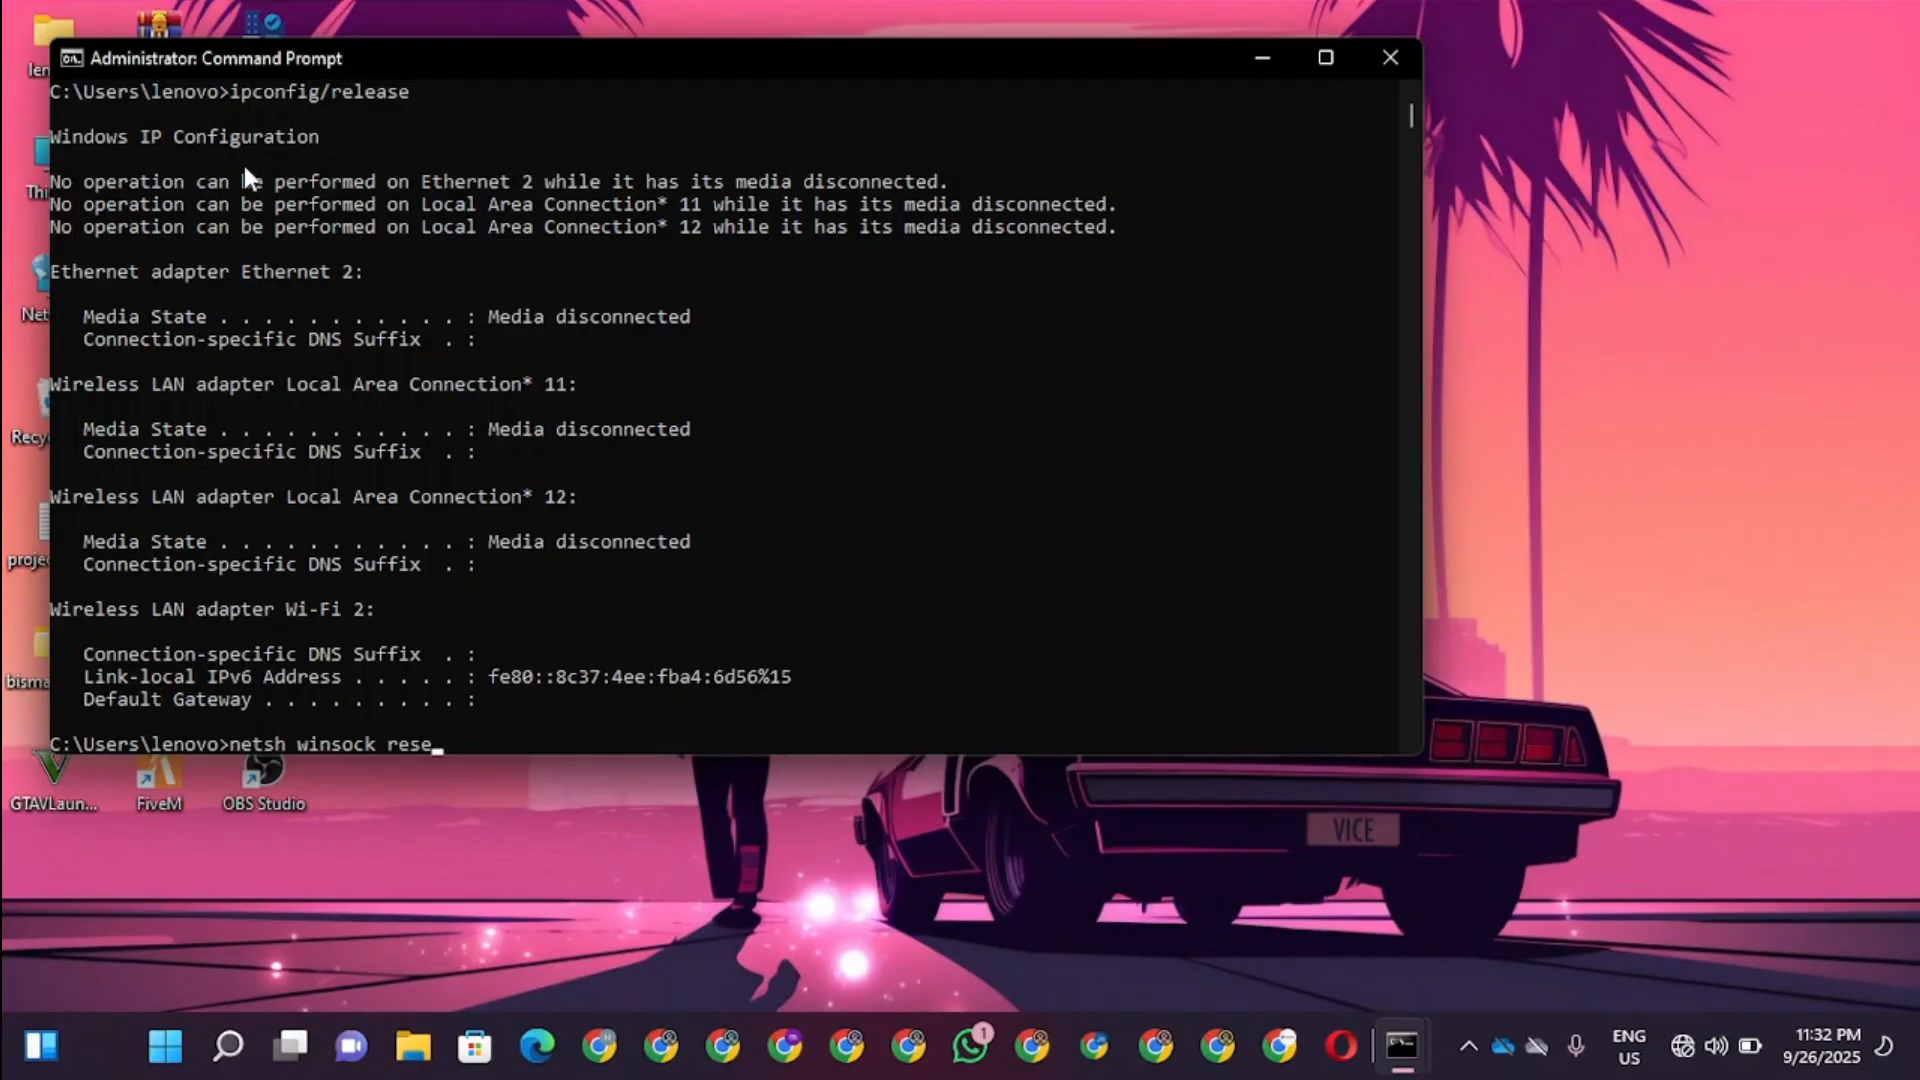 Administrator: Command Prompt
C:\Users\lenovo>ipconfig/release
Windows IP Configuration
No operation can be performed on Ethernet 2 while it has its media disconnected.
No operation can be performed on Local Area Connection* 11 while it has its media disconnected.
No operation can be performed on Local Area Connection* 12 while it has its media disconnected.
Ethernet adapter Ethernet 2:
Media State . . . . . . . . . . . : Media disconnected
Connection-specific DNS Suffix  . :
Wireless LAN adapter Local Area Connection* 11:
Media State . . . . . . . . . . . : Media disconnected
Connection-specific DNS Suffix  . :
Wireless LAN adapter Local Area Connection* 12:
Media State . . . . . . . . . . . : Media disconnected
Connection-specific DNS Suffix  . :
Wireless LAN adapter Wi-Fi 2:
Connection-specific DNS Suffix  . :
Link-local IPv6 Address . . . . . : fe80::8c37:4ee:fba4:6d56%15
Default Gateway . . . . . . . . . :
C:\Users\lenovo>netsh winsock rese
GTAVLaun... FiveM OBS Studio
VICE
ENG
US
11:32 PM
9/26/2025
1